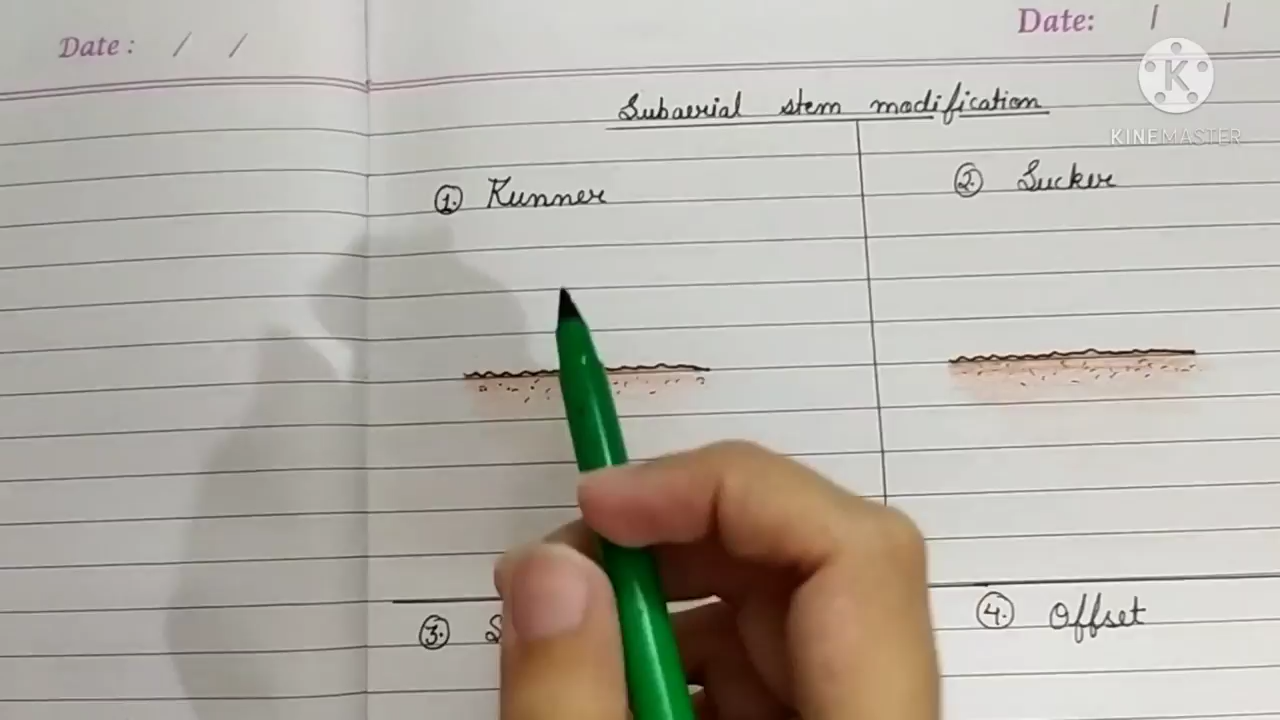 Date: / /
Date: / /
K
KINEMASTER
Subaerial stem modification
1. Runner
2. Sucker
3. S
4. Offset